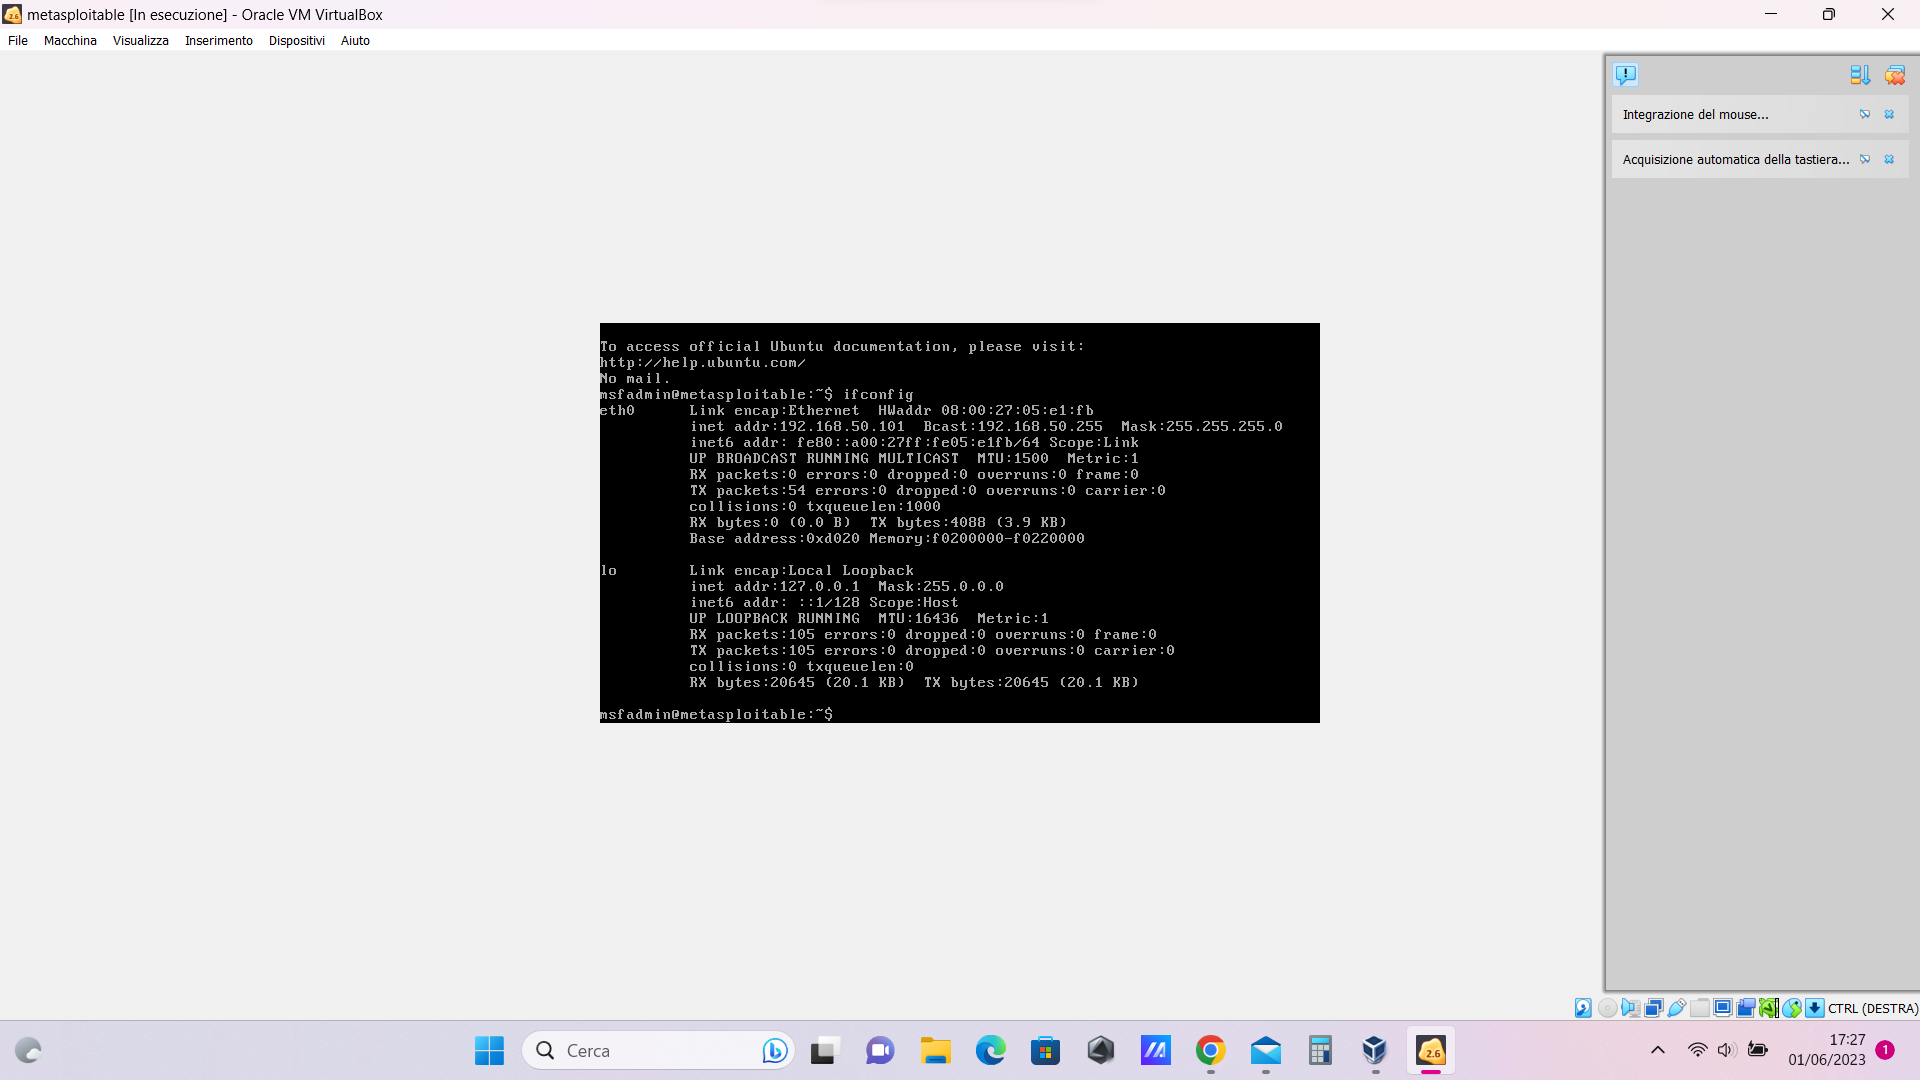 metasploitable [In esecuzione] - Oracle VM VirtualBox
File Macchina Visualizza Inserimento Dispositivi Aiuto
Integrazione del mouse...
Acquisizione automatica della tastiera...
To access official Ubuntu documentation, please visit:
http://help.ubuntu.com/
No mail.
msfadmin@metasploitable:~$ ifconfig
eth0 Link encap:Ethernet HWaddr 08:00:27:05:e1:fb
inet addr:192.168.50.101 Bcast:192.168.50.255 Mask:255.255.255.0
inet6 addr: fe80::a00:27ff:fe05:e1fb/64 Scope:Link
UP BROADCAST RUNNING MULTICAST MTU:1500 Metric:1
RX packets:0 errors:0 dropped:0 overruns:0 frame:0
TX packets:54 errors:0 dropped:0 overruns:0 carrier:0
collisions:0 txqueuelen:1000
RX bytes:0 (0.0 B) TX bytes:4088 (3.9 KB)
Base address:0xd020 Memory:f0200000-f0220000
lo Link encap:Local Loopback
inet addr:127.0.0.1 Mask:255.0.0.0
inet6 addr: ::1/128 Scope:Host
UP LOOPBACK RUNNING MTU:16436 Metric:1
RX packets:105 errors:0 dropped:0 overruns:0 frame:0
TX packets:105 errors:0 dropped:0 overruns:0 carrier:0
collisions:0 txqueuelen:0
RX bytes:20645 (20.1 KB) TX bytes:20645 (20.1 KB)
msfadmin@metasploitable:~$
CTRL (DESTRA)
Cerca
2.6
17:27
01/06/2023
1